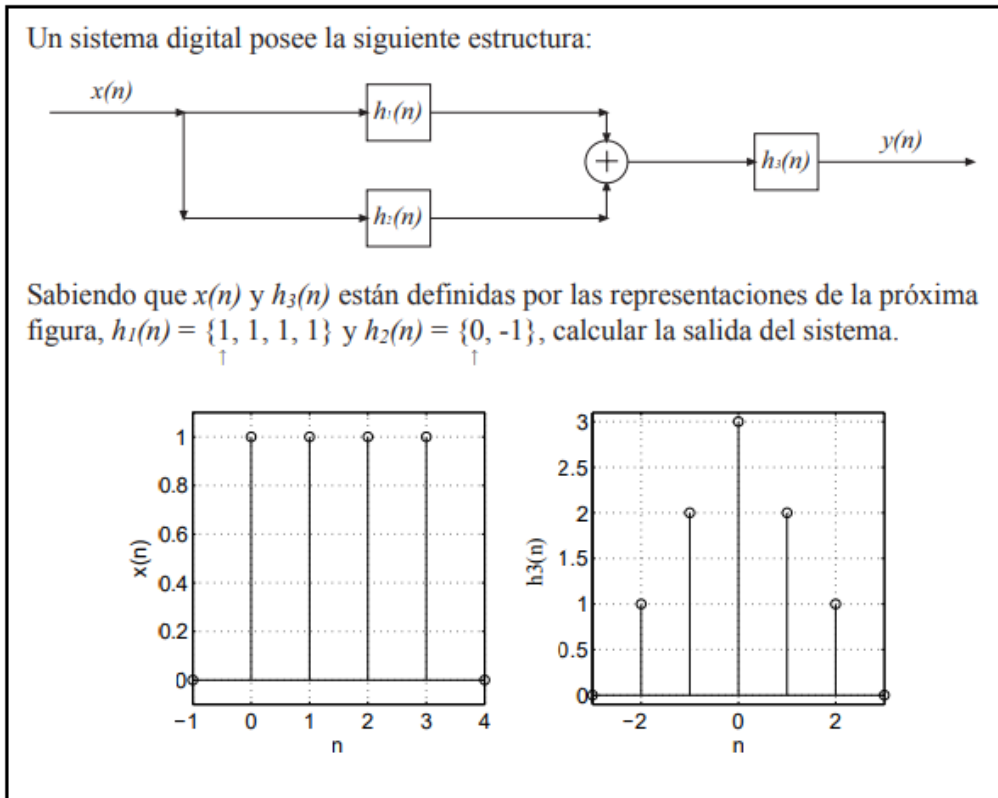 Un sistema digital posee la siguiente estructura:
x(n)
h₁(n)
y(n)
h₃(n)
h₂(n)
Sabiendo que x(n) y h₃(n) están definidas por las representaciones de la próxima
figura, h₁(n) = {1, 1, 1, 1} y h₂(n) = {0, -1}, calcular la salida del sistema.
↑ ↑
1
0.8
0.6
0.4
0.2
0
x(n)
−1 0 1 2 3 4
n
3
2.5
2
1.5
1
0.5
0
h3(n)
−2 0 2
n